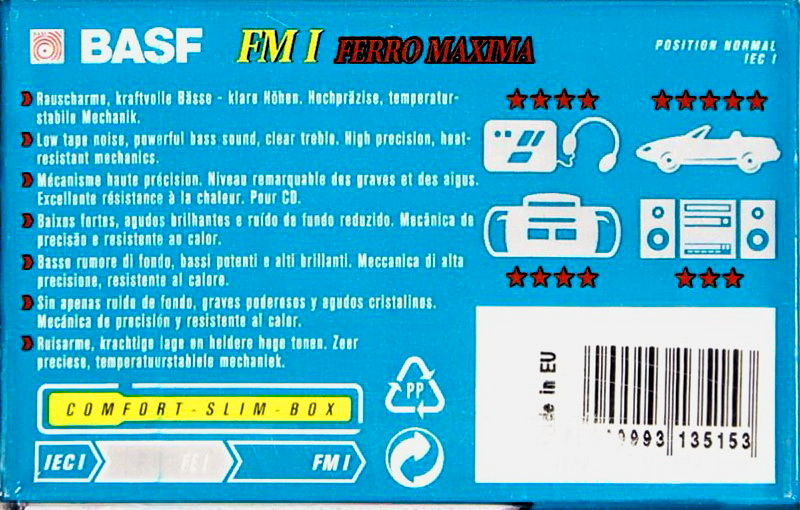 BASF FM I FERRO MAXIMA
POSITION NORMAL
IEC I
Rauscharme, kraftvolle Bässe - klare Höhen. Hochpräzise, temperatur-
stabile Mechanik.
Low tape noise, powerful bass sound, clear treble. High precision, heat-
resistant mechanics.
Mécanisme haute précision. Niveau remarquable des graves et des aigus.
Excellente résistance à la chaleur. Pour CD.
Baixos fortes, agudos brilhantes e ruído de fundo reduzido. Mecânica de
precisão e resistente ao calor.
Basso rumore di fondo, bassi potenti e alti brillanti. Meccanica di alta
precisione, resistente al calore.
Sin apenas ruido de fondo, graves poderosos y agudos cristalinos.
Mecánica de precisión y resistente al calor.
Ruisarme, krachtige lage en heldere hoge tonen. Zeer
preciese, temperatuurstabiele mechaniek.
COMFORT-SLIM-BOX
IEC I FE I FM I
PP
in EU
135153